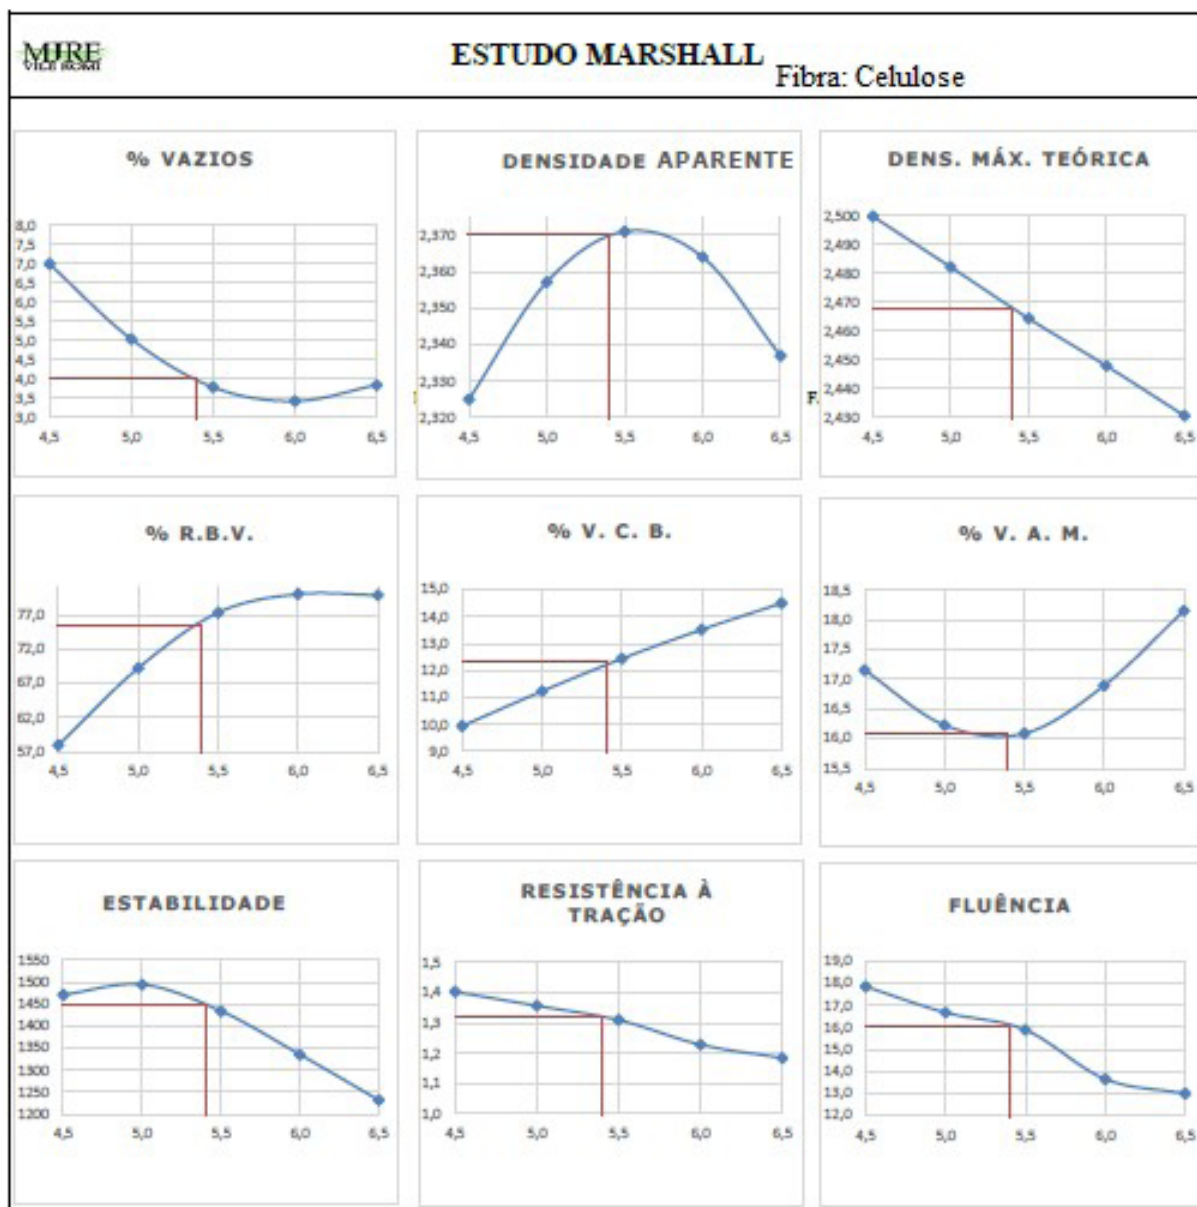 MJRE
VILE ROMI
ESTUDO MARSHALL
Fibra: Celulose
% VAZIOS
8,0
7,5
7,0
6,5
6,0
5,5
5,0
4,5
4,0
3,5
3,0
4,5 5,0 5,5 6,0 6,5
DENSIDADE APARENTE
2,370
2,360
2,350
2,340
2,330
2,320
4,5 5,0 5,5 6,0 6,5
DENS. MÁX. TEÓRICA
2,500
2,490
2,480
2,470
2,460
2,450
2,440
2,430
4,5 5,0 5,5 6,0 6,5
% R.B.V.
77,0
72,0
67,0
62,0
57,0
4,5 5,0 5,5 6,0 6,5
% V. C. B.
15,0
14,0
13,0
12,0
11,0
10,0
9,0
4,5 5,0 5,5 6,0 6,5
% V. A. M.
18,5
18,0
17,5
17,0
16,5
16,0
15,5
4,5 5,0 5,5 6,0 6,5
ESTABILIDADE
1550
1500
1450
1400
1350
1300
1250
1200
4,5 5,0 5,5 6,0 6,5
RESISTÊNCIA À
TRAÇÃO
1,5
1,4
1,3
1,2
1,1
1,0
4,5 5,0 5,5 6,0 6,5
FLUÊNCIA
19,0
18,0
17,0
16,0
15,0
14,0
13,0
12,0
4,5 5,0 5,5 6,0 6,5